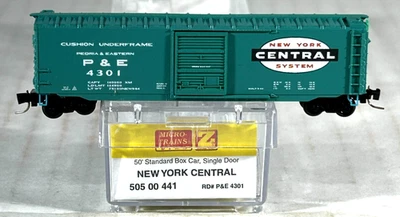 CUSHION UNDERFRAME
PEORIA & EASTERN
P & E
4301
NEW YORK
CENTRAL
SYSTEM
MICRO-
TRAINS
Z
50' Standard Box Car, Single Door
NEW YORK CENTRAL
505 00 441 RD# P&E 4301